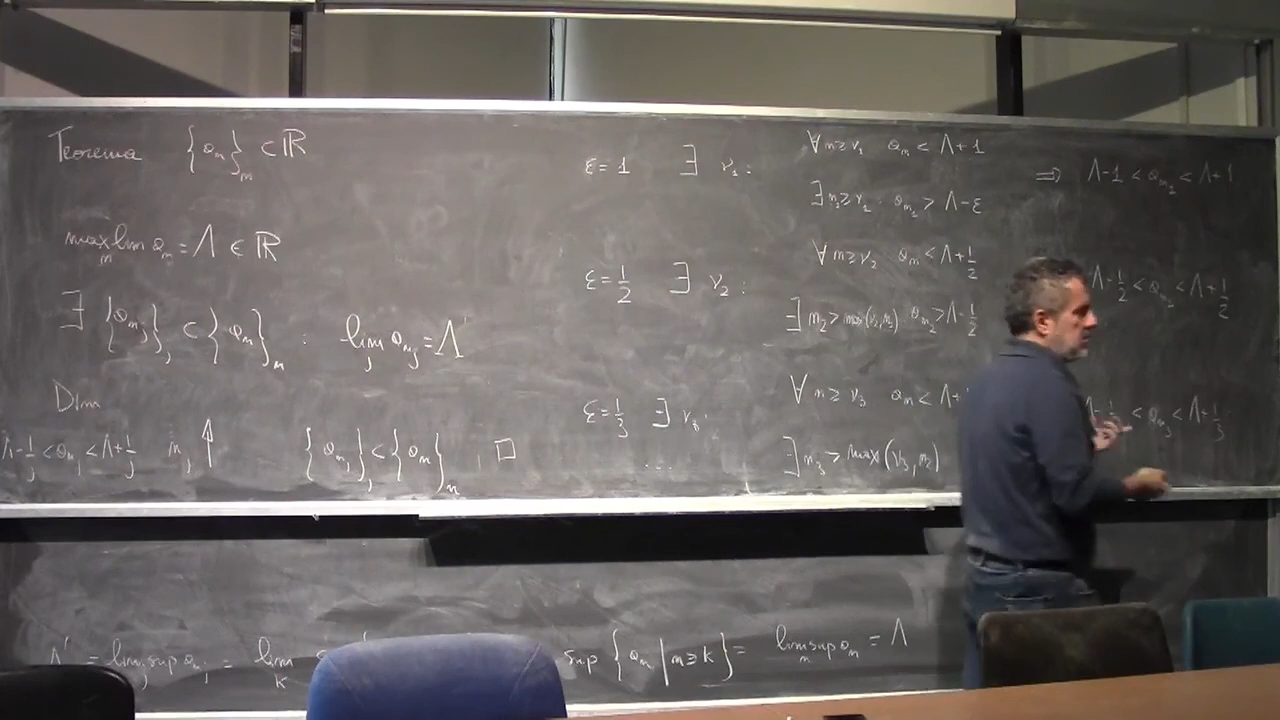 Teorema {a_n}_n ⊂ ℝ
max lim_n a_n = Λ ∈ ℝ
∃ {a_{n_j}}_j ⊂ {a_n}_n : lim_j a_{n_j} = Λ
Dim
Λ-1/j < a_{n_j} < Λ+1/j n_j ↑ {a_{n_j}}_j ⊂ {a_n}_n □
ε=1 ∃ ν_1: ∀n≥ν_1 a_n < Λ+1
∃n_1≥ν_1: a_{n_1} > Λ-ε
⇒ Λ-1 < a_{n_1} < Λ+1
ε=1/2 ∃ ν_2: ∀n≥ν_2 a_n < Λ+1/2
∃n_2 > max(ν_2,n_1) a_{n_2} > Λ-1/2
Λ-1/2 < a_{n_2} < Λ+1/2
ε=1/3 ∃ ν_3: ∀n≥ν_3 a_n < Λ+
∃n_3 > max(ν_3,n_2)
< a_{n_3} < Λ+1/3
...
Λ' = lim sup_j a_{n_j} = lim_k
sup {a_n | n≥k} = lim sup_n a_n = Λ